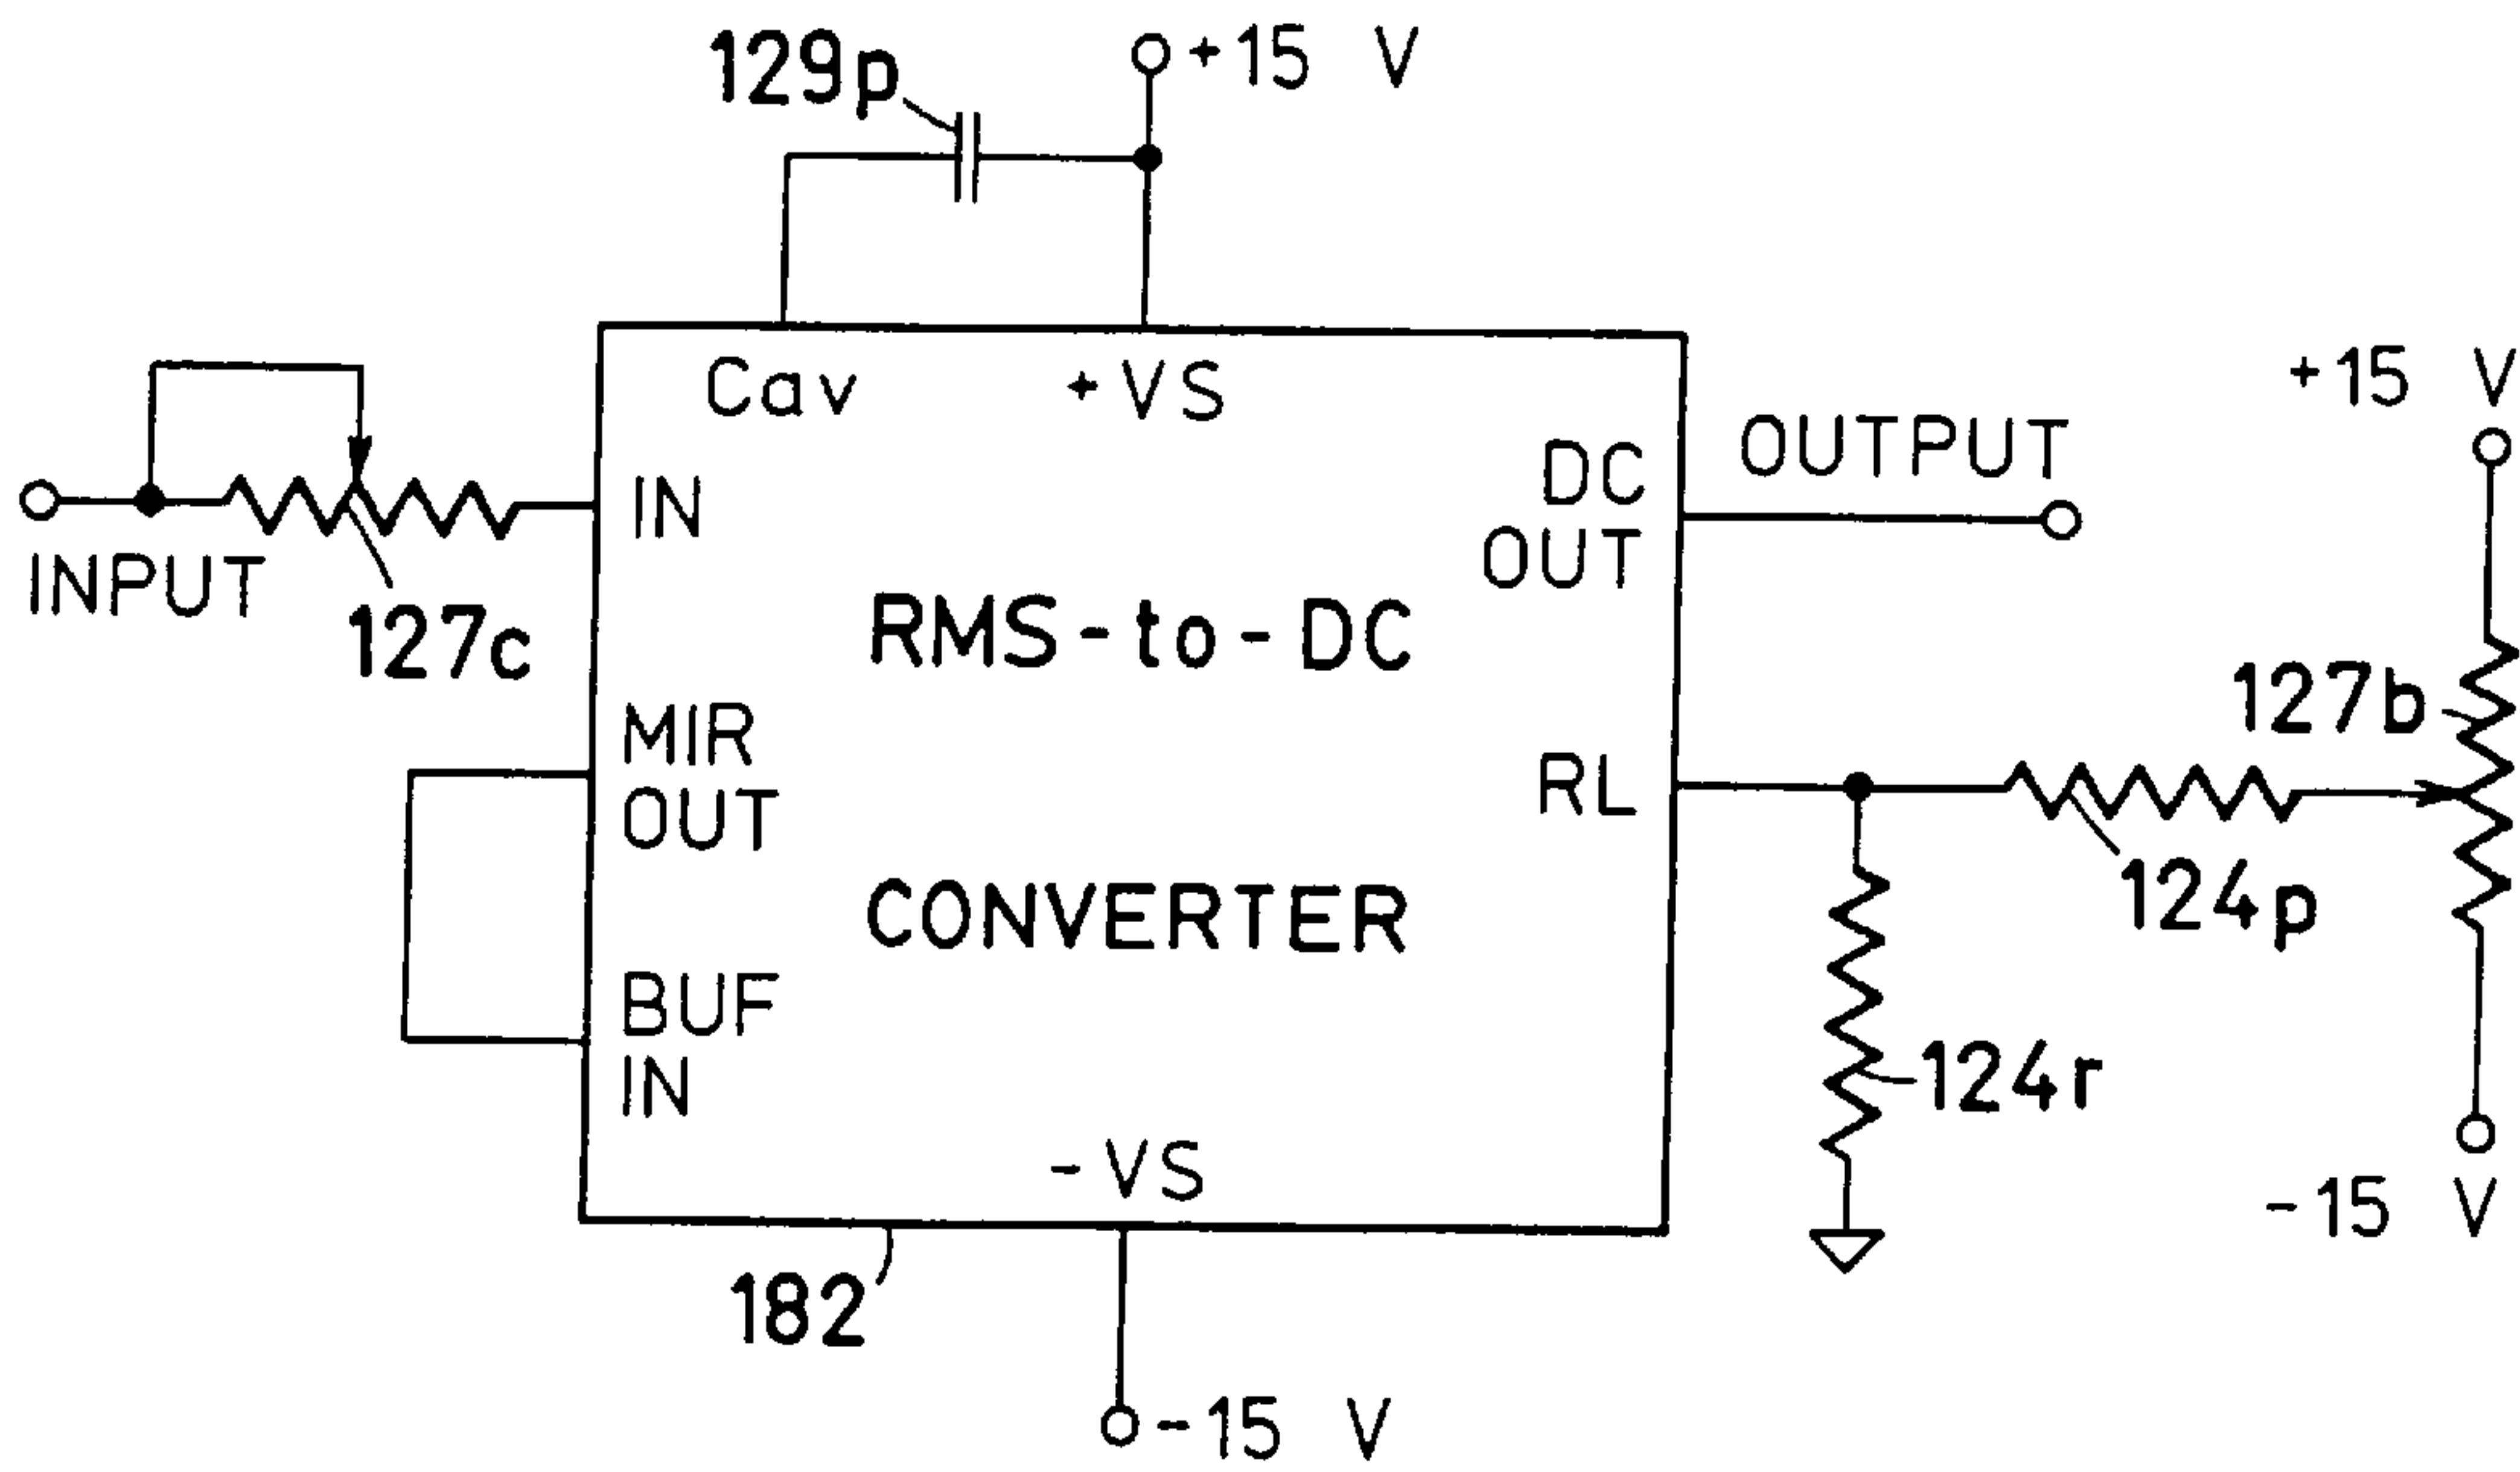 129p
+15 V
Cav
+VS
+15 V
DC
OUT
OUTPUT
IN
INPUT
127c
RMS-to-DC
127b
MIR
OUT
RL
124p
CONVERTER
BUF
IN
124r
-VS
-15 V
182
-15 V